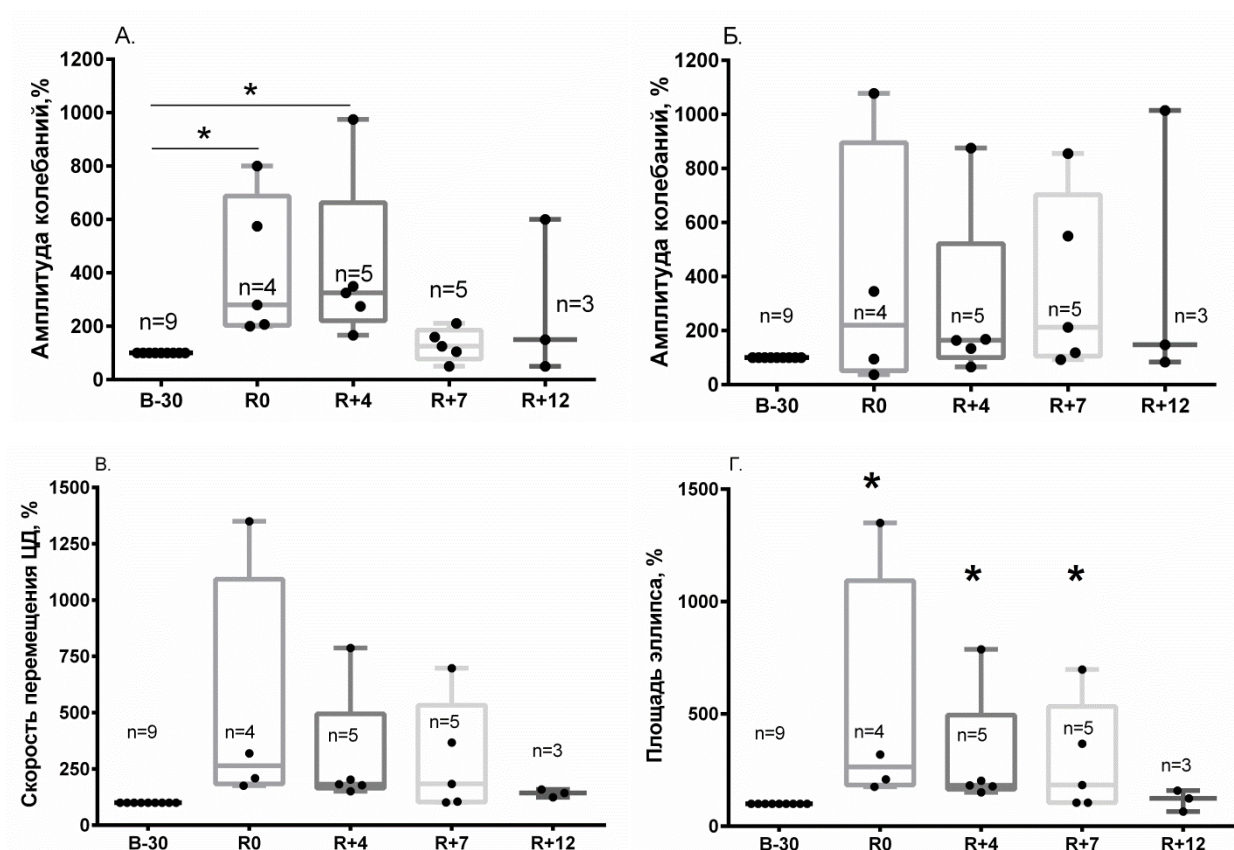 А.
Амплитуда колебаний,%
1200
1000
800
600
400
200
0
*
*
n=9
n=4
n=5
n=5
n=3
B-30 R0 R+4 R+7 R+12
Б.
Амплитуда колебаний, %
1200
1000
800
600
400
200
0
n=9
n=4
n=5
n=5
n=3
B-30 R0 R+4 R+7 R+12
В.
Скорость перемещения ЦД, %
1500
1250
1000
750
500
250
0
n=9
n=4
n=5
n=5
n=3
B-30 R0 R+4 R+7 R+12
Г.
Площадь эллипса, %
1500
1000
500
0
*
*
*
n=9
n=4
n=5
n=5
n=3
B-30 R0 R+4 R+7 R+12